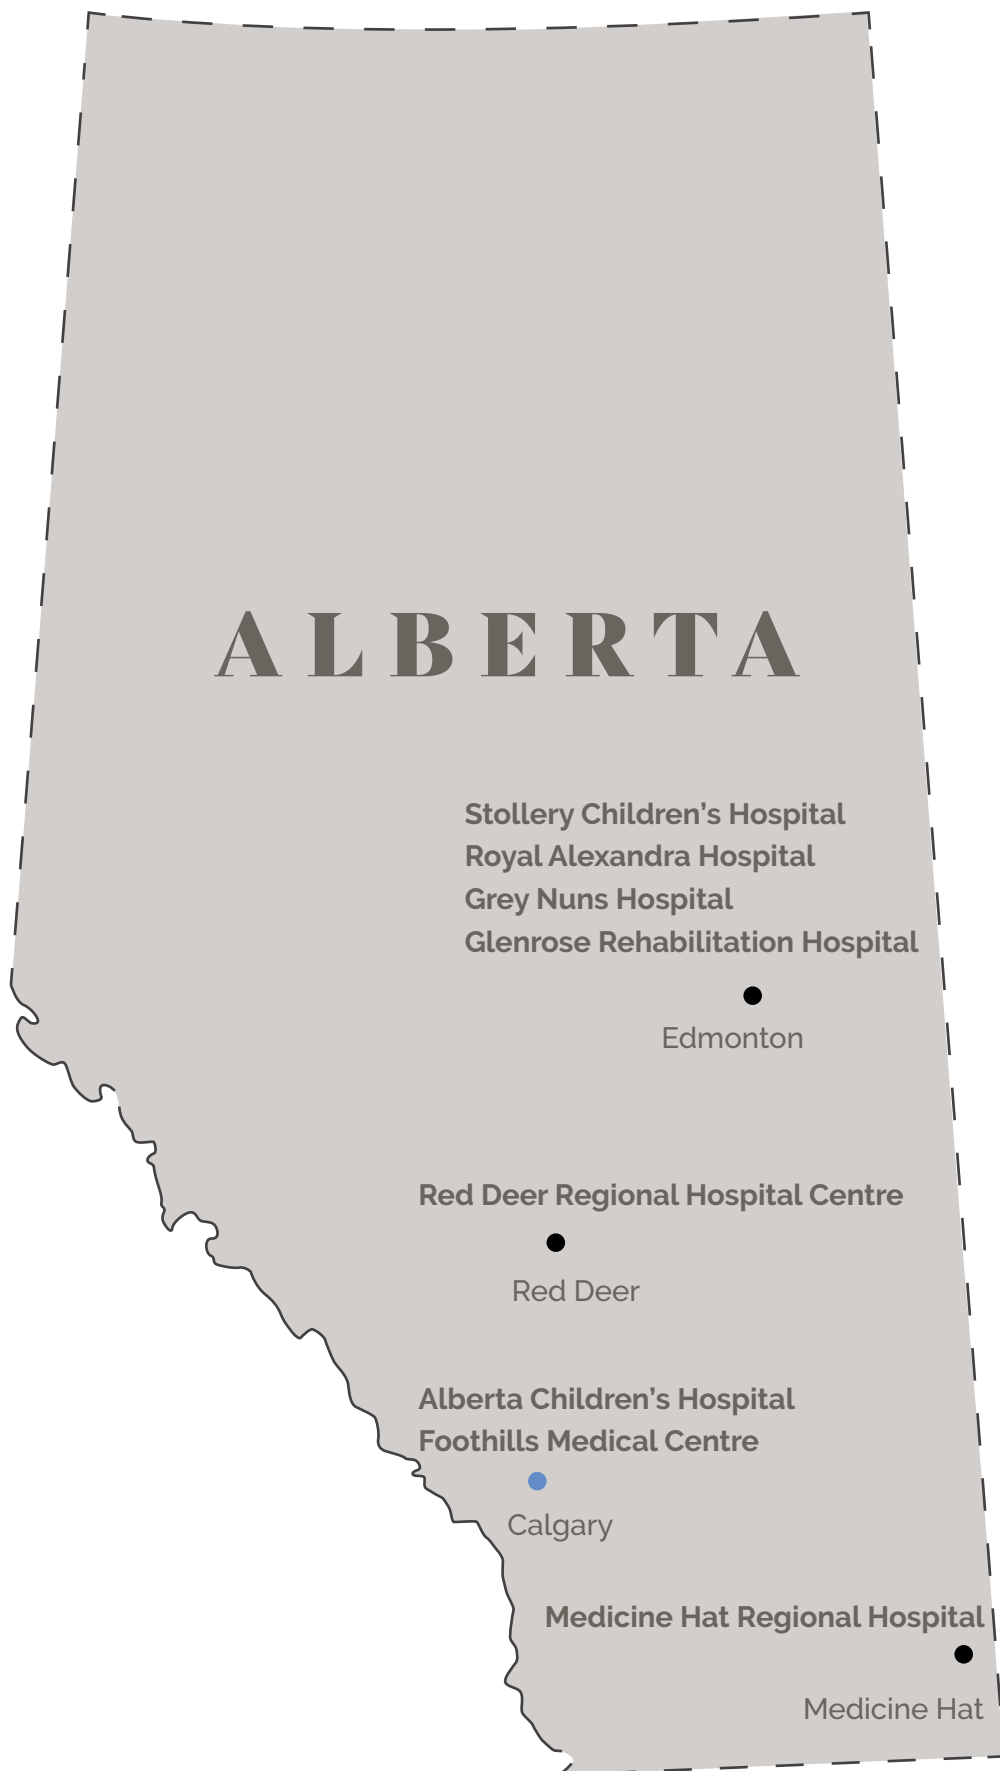 ALBERTA
Stollery Children’s Hospital
Royal Alexandra Hospital
Grey Nuns Hospital
Glenrose Rehabilitation Hospital
Edmonton
Red Deer Regional Hospital Centre
Red Deer
Alberta Children’s Hospital
Foothills Medical Centre
Calgary
Medicine Hat Regional Hospital
Medicine Hat